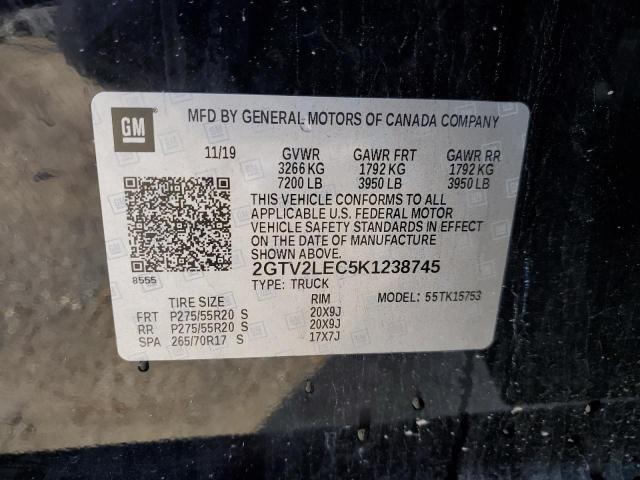 GM
MFD BY GENERAL MOTORS OF CANADA COMPANY
11/19 GVWR GAWR FRT GAWR RR
3266 KG 1792 KG 1792 KG
7200 LB 3950 LB 3950 LB
THIS VEHICLE CONFORMS TO ALL
APPLICABLE U.S. FEDERAL MOTOR
VEHICLE SAFETY STANDARDS IN EFFECT
ON THE DATE OF MANUFACTURE
SHOWN ABOVE.
8555
2GTV2LEC5K1238745
TYPE: TRUCK
MODEL: 55TK15753
TIRE SIZE RIM
FRT P275/55R20 S 20X9J
RR P275/55R20 S 20X9J
SPA 265/70R17 S 17X7J